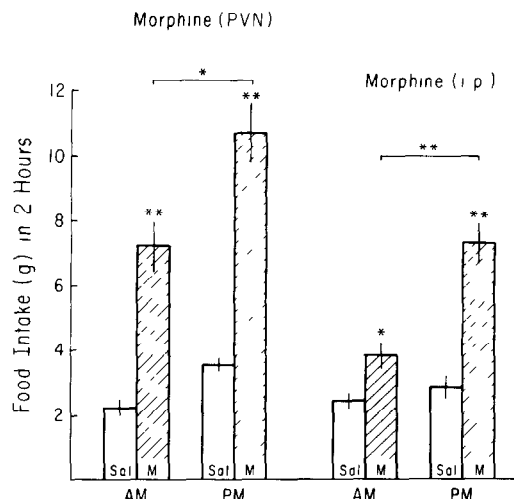 Morphine (PVN)
Morphine (i p)
*
**
**
**
**
*
Food Intake (g) in 2 Hours
12
10
8
6
4
2
Sal M Sal M Sal M Sal M
AM PM AM PM